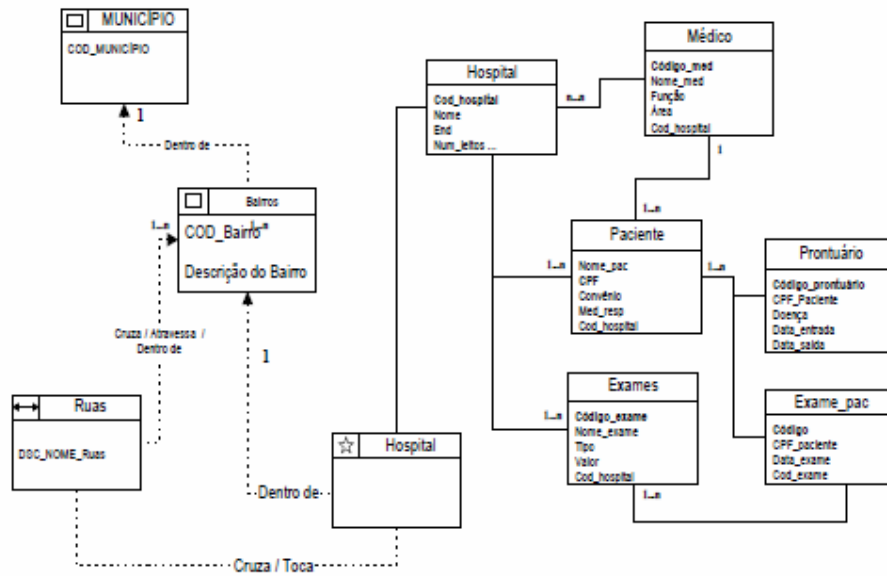 MUNICÍPIO
COD_MUNICÍPIO
1
Dentro de
Bairros
1...n
1...n
COD_Bairro
Descrição do Bairro
Cruza / Atravessa /
Dentro de
1
Ruas
DSC_NOME_Ruas
Hospital
Dentro de
Cruza / Toca
Hospital
Cod_hospital
Nome
End
Num_leitos ...
n...n
Médico
Código_med
Nome_med
Função
Área
Cod_hospital
1
1...n
Paciente
Nome_pac
CPF
Convênio
Med_resp
Cod_hospital
1...n
1...n
Prontuário
Código_prontuário
CPF_Paciente
Doença
Data_entrada
Data_saída
Exames
Código_exame
Nome_exame
Tipo
Valor
Cod_hospital
1...n
1...n
Exame_pac
Código
CPF_paciente
Data_exame
Cod_exame